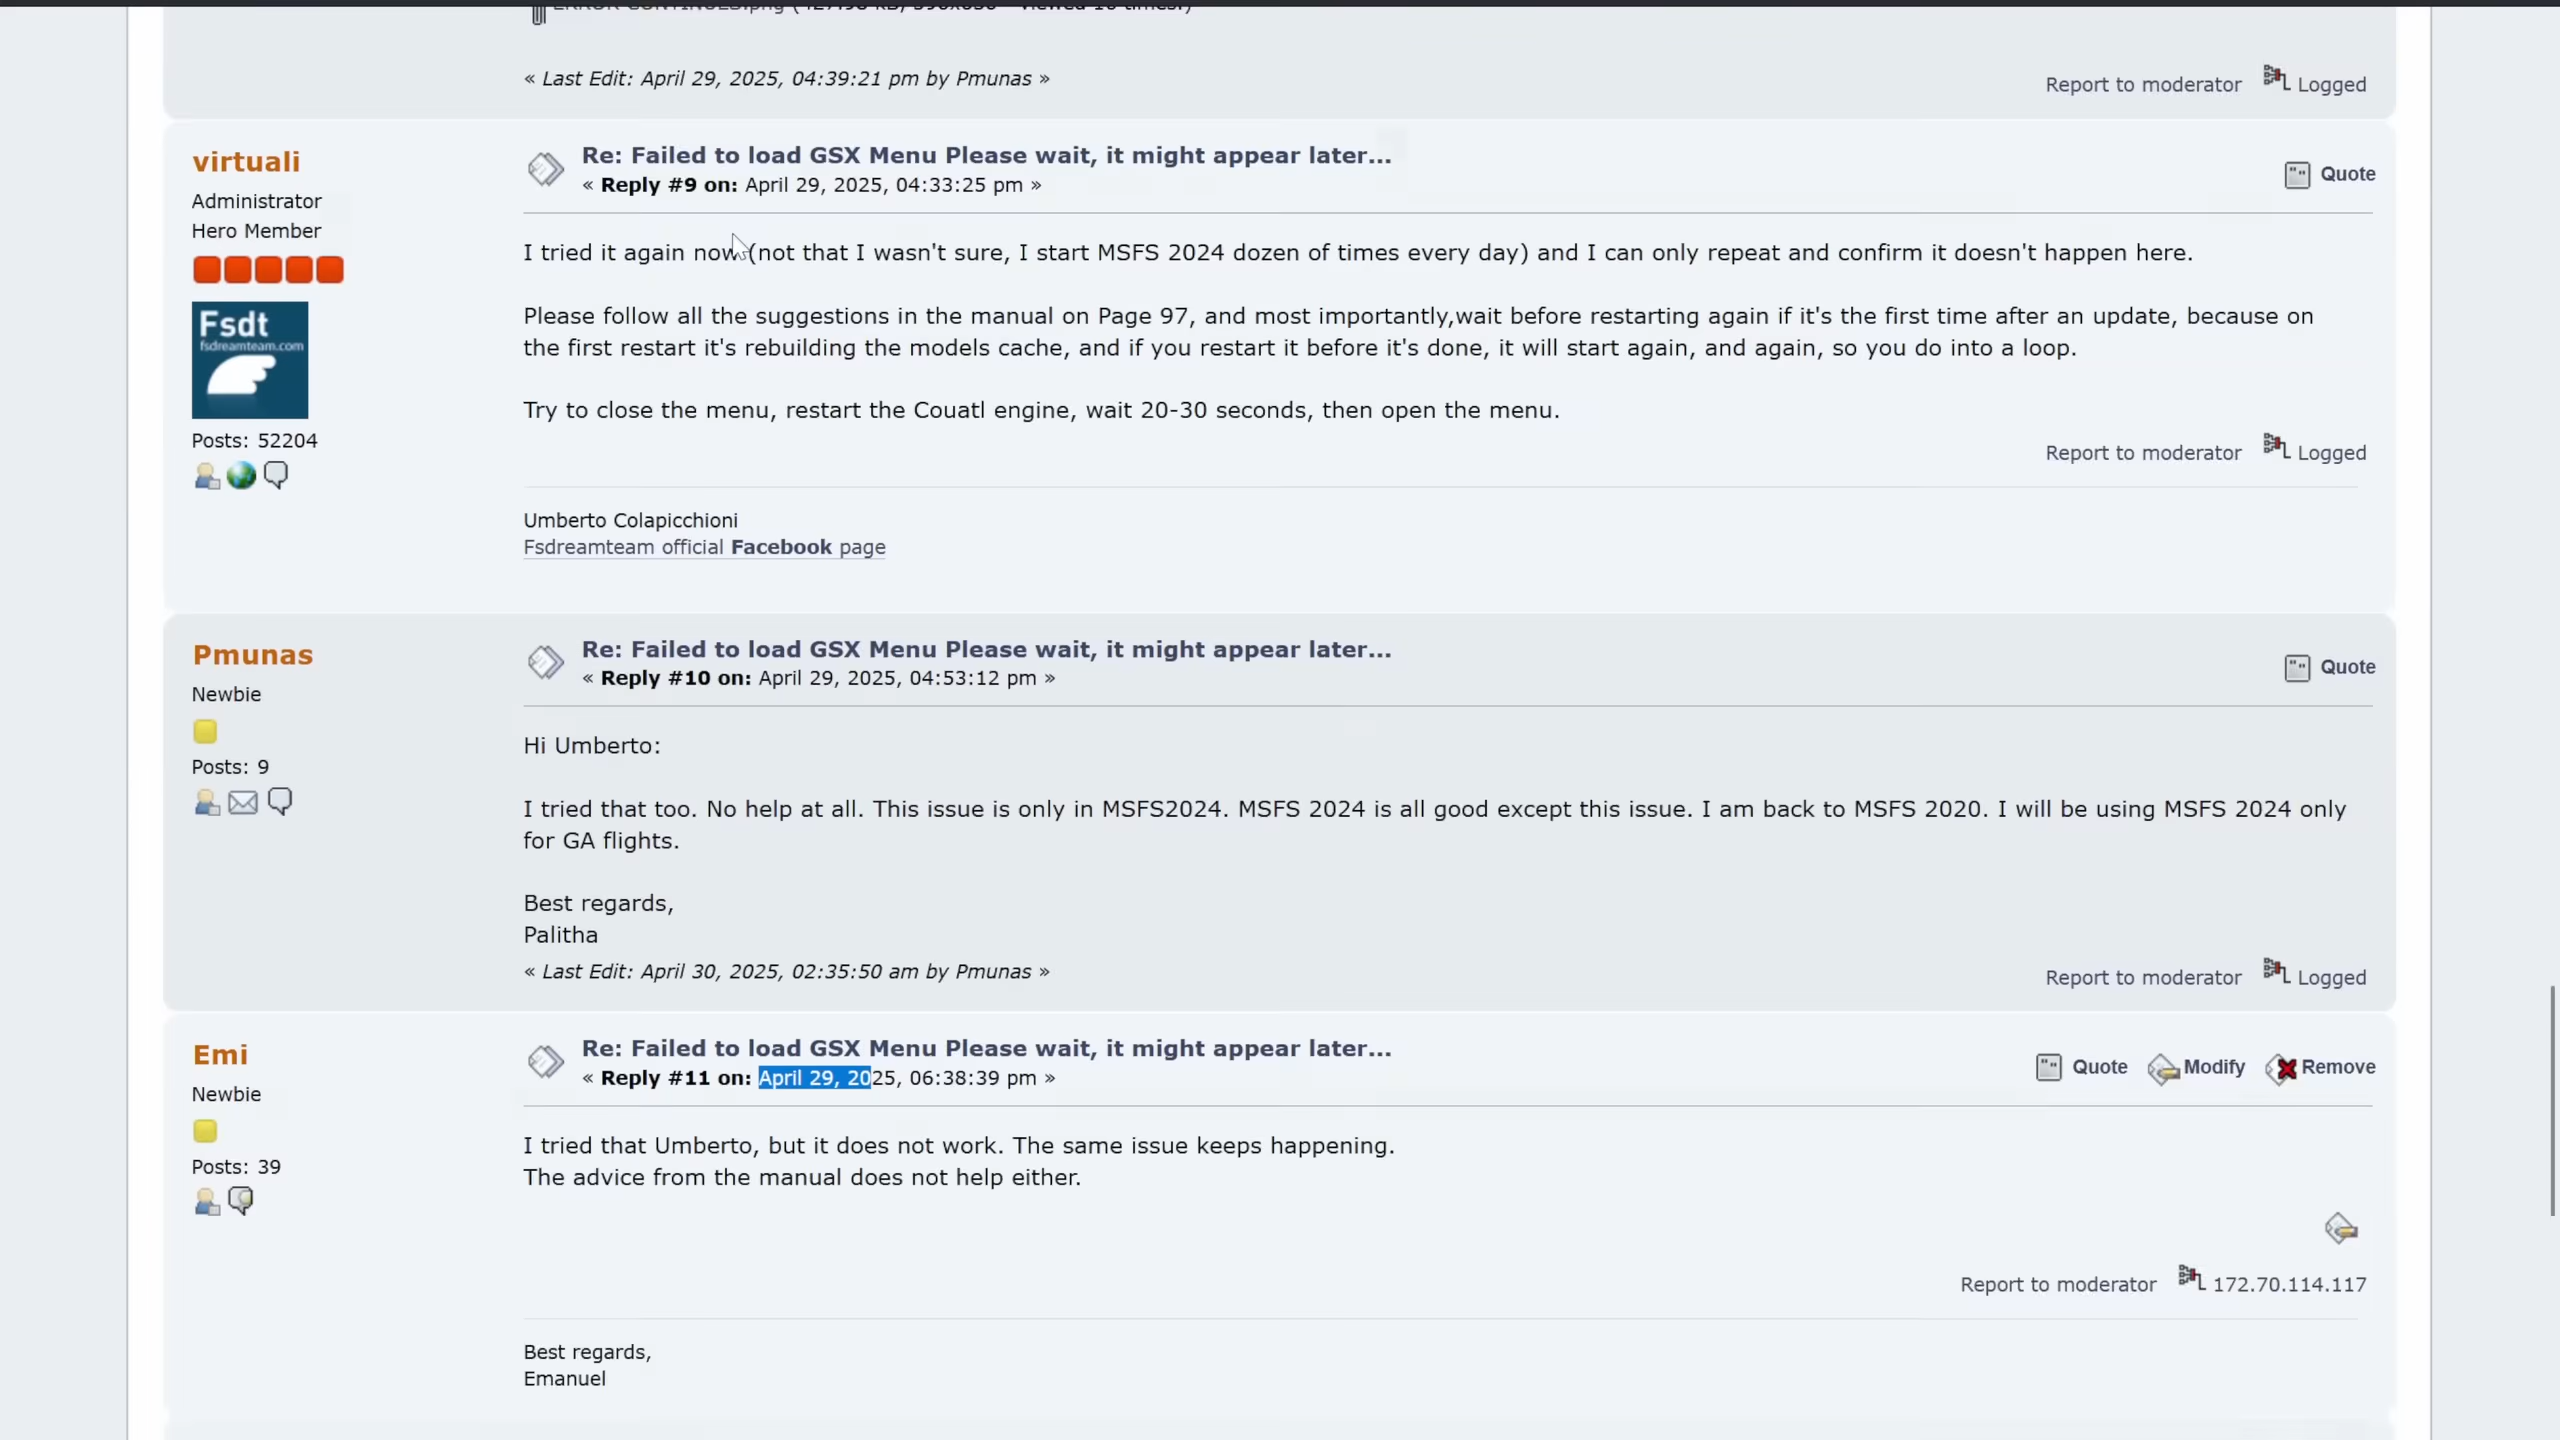 ERROR CONTINUES.png (427.98 kB, 598x656 - viewed 10 times.)
« Last Edit: April 29, 2025, 04:39:21 pm by Pmunas »
Report to moderator Logged
virtuali
Administrator
Hero Member
Fsdt
fsdreamteam.com
Posts: 52204
Re: Failed to load GSX Menu Please wait, it might appear later...
« Reply #9 on: April 29, 2025, 04:33:25 pm »
Quote
I tried it again now (not that I wasn't sure, I start MSFS 2024 dozen of times every day) and I can only repeat and confirm it doesn't happen here.
Please follow all the suggestions in the manual on Page 97, and most importantly,wait before restarting again if it's the first time after an update, because on
the first restart it's rebuilding the models cache, and if you restart it before it's done, it will start again, and again, so you do into a loop.
Try to close the menu, restart the Couatl engine, wait 20-30 seconds, then open the menu.
Report to moderator Logged
Umberto Colapicchioni
Fsdreamteam official Facebook page
Pmunas
Newbie
Posts: 9
Re: Failed to load GSX Menu Please wait, it might appear later...
« Reply #10 on: April 29, 2025, 04:53:12 pm »
Quote
Hi Umberto:
I tried that too. No help at all. This issue is only in MSFS2024. MSFS 2024 is all good except this issue. I am back to MSFS 2020. I will be using MSFS 2024 only
for GA flights.
Best regards,
Palitha
« Last Edit: April 30, 2025, 02:35:50 am by Pmunas »
Report to moderator Logged
Emi
Newbie
Posts: 39
Re: Failed to load GSX Menu Please wait, it might appear later...
« Reply #11 on: April 29, 2025, 06:38:39 pm »
Quote Modify Remove
I tried that Umberto, but it does not work. The same issue keeps happening.
The advice from the manual does not help either.
Report to moderator 172.70.114.117
Best regards,
Emanuel